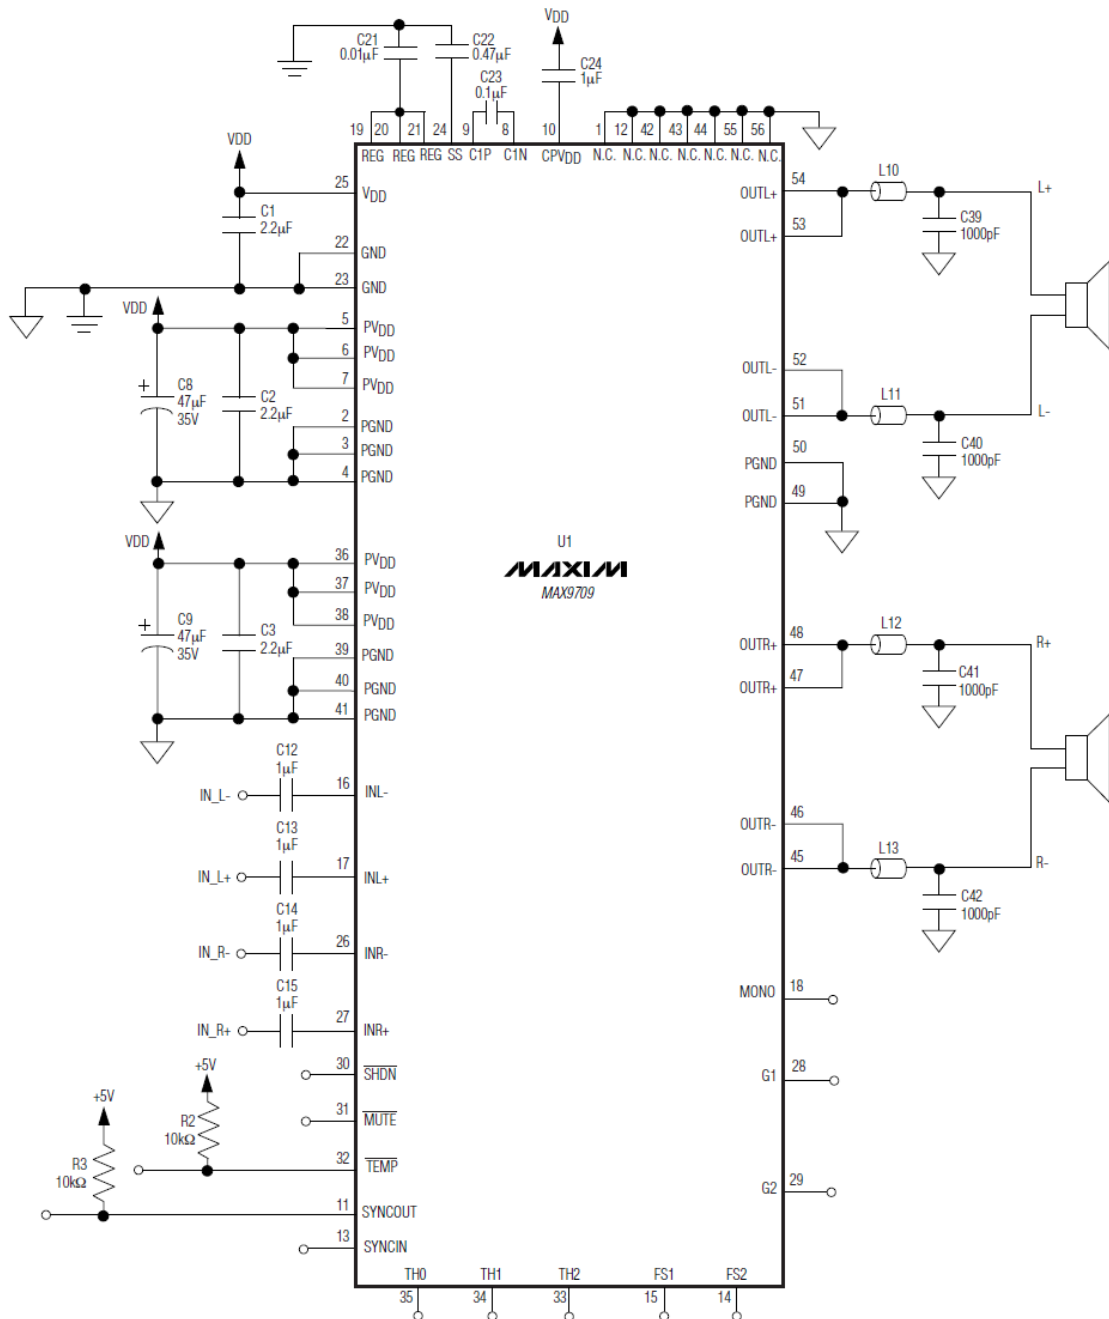 VDD
C21
0.01µF
C22
0.47µF
C23
0.1µF
C24
1µF
19 20 21 24 9 8 10 1 12 42 43 44 55 56
REG REG REG SS C1P C1N CPVDD N.C. N.C. N.C. N.C. N.C. N.C. N.C.
VDD
25 VDD
C1
2.2µF
22 GND
23 GND
VDD
5 PVDD
6 PVDD
7 PVDD
+ C8
47µF
35V
C2
2.2µF
2 PGND
3 PGND
4 PGND
VDD
36 PVDD
37 PVDD
38 PVDD
+ C9
47µF
35V
C3
2.2µF
39 PGND
40 PGND
41 PGND
C12
1µF
IN_L- 16 INL-
C13
1µF
IN_L+ 17 INL+
C14
1µF
IN_R- 26 INR-
C15
1µF
IN_R+ 27 INR+
30 SHDN
31 MUTE
+5V
R2
10kΩ
32 TEMP
+5V
R3
10kΩ
11 SYNCOUT
13 SYNCIN
U1
MAXIM
MAX9709
OUTL+ 54
L10
L+
OUTL+ 53
C39
1000pF
OUTL- 52
OUTL- 51
L11
L-
C40
1000pF
PGND 50
PGND 49
OUTR+ 48
L12
R+
OUTR+ 47
C41
1000pF
OUTR- 46
OUTR- 45
L13
R-
C42
1000pF
MONO 18
G1 28
G2 29
TH0 TH1 TH2 FS1 FS2
35 34 33 15 14